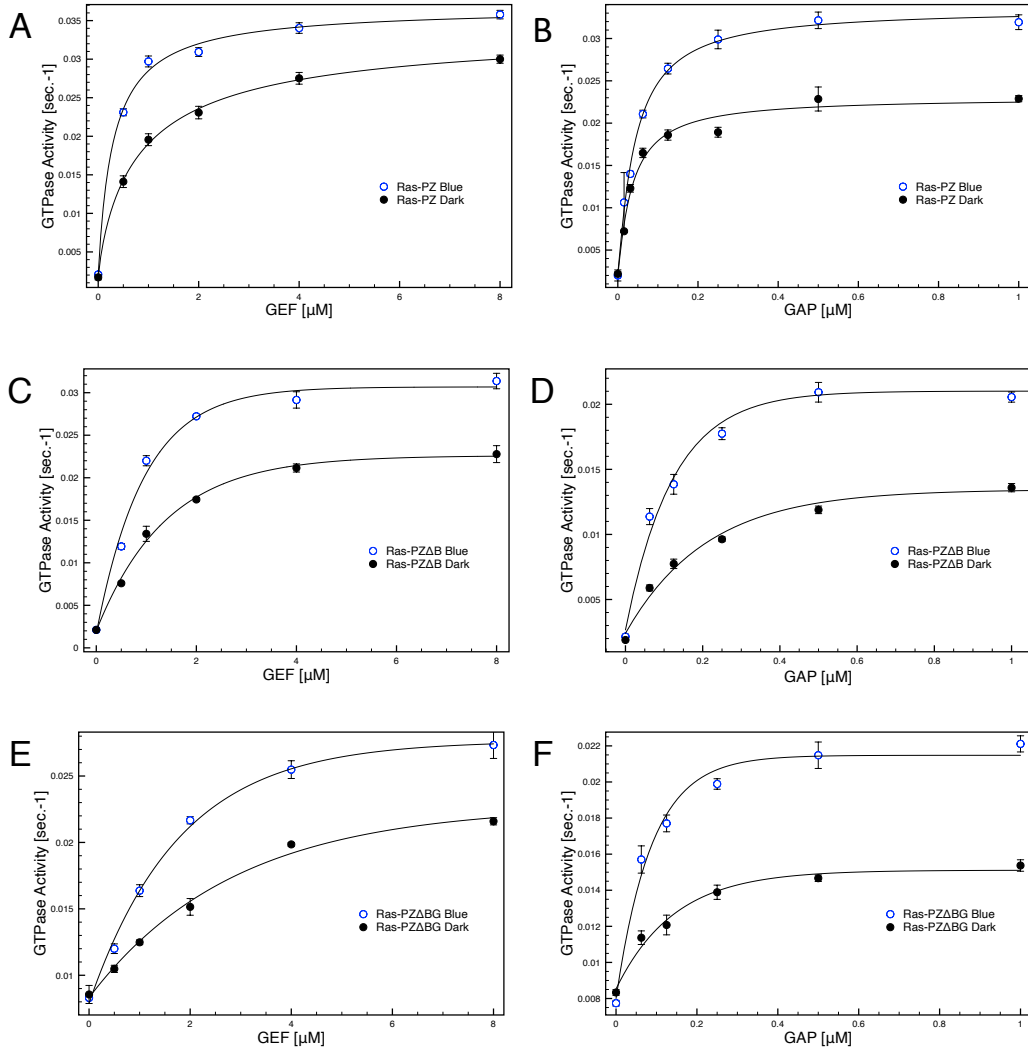 A
GTPase Activity [sec.-1]
0.035
0.03
0.025
0.02
0.015
0.01
0.005
Ras-PZ Blue
Ras-PZ Dark
0 2 4 6 8
GEF [µM]
B
GTPase Activity [sec.-1]
0.035
0.03
0.025
0.02
0.015
0.01
0.005
Ras-PZ Blue
Ras-PZ Dark
0 0.2 0.4 0.6 0.8 1
GAP [µM]
C
GTPase Activity [sec.-1]
0.03
0.025
0.02
0.015
0.01
0.005
0
Ras-PZΔB Blue
Ras-PZΔB Dark
0 2 4 6 8
GEF [µM]
D
GTPase Activity [sec.-1]
0.02
0.015
0.01
0.005
Ras-PZΔB Blue
Ras-PZΔB Dark
0 0.2 0.4 0.6 0.8 1
GAP [µM]
E
GTPase Activity [sec.-1]
0.025
0.02
0.015
0.01
Ras-PZΔBG Blue
Ras-PZΔBG Dark
0 2 4 6 8
GEF [µM]
F
GTPase Activity [sec.-1]
0.022
0.02
0.018
0.016
0.014
0.012
0.01
0.008
Ras-PZΔBG Blue
Ras-PZΔBG Dark
0 0.2 0.4 0.6 0.8 1
GAP [µM]